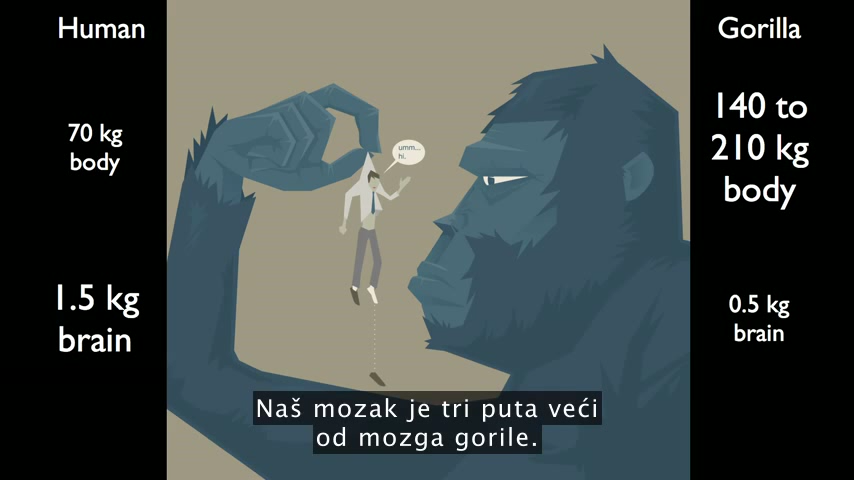 Human
70 kg
body
1.5 kg
brain
umm...
hi.
Gorilla
140 to
210 kg
body
0.5 kg
brain
Naš mozak je tri puta veći
od mozga gorile.